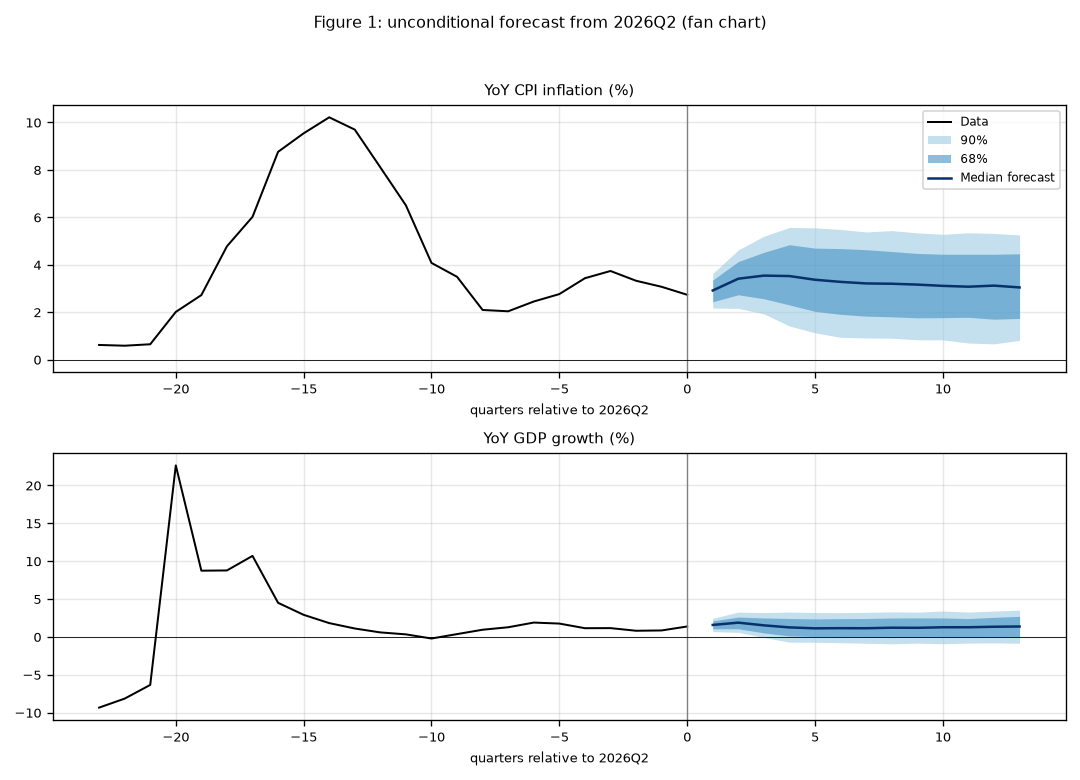 Figure 1: unconditional forecast from 2026Q2 (fan chart)
YoY CPI inflation (%)
10
8
6
4
2
0
Data
90%
68%
Median forecast
−20 −15 −10 −5 0 5 10
quarters relative to 2026Q2
YoY GDP growth (%)
20
15
10
5
0
−5
−10
−20 −15 −10 −5 0 5 10
quarters relative to 2026Q2